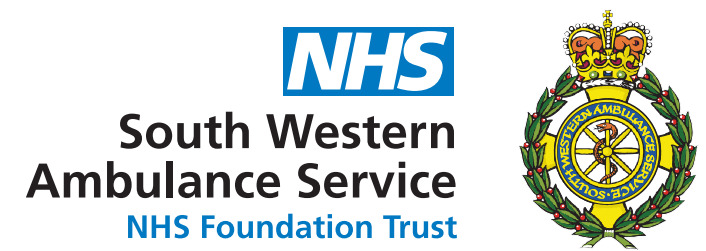 NHS
South Western
Ambulance Service
NHS Foundation Trust
SOUTH WESTERN AMBULANCE SERVICE